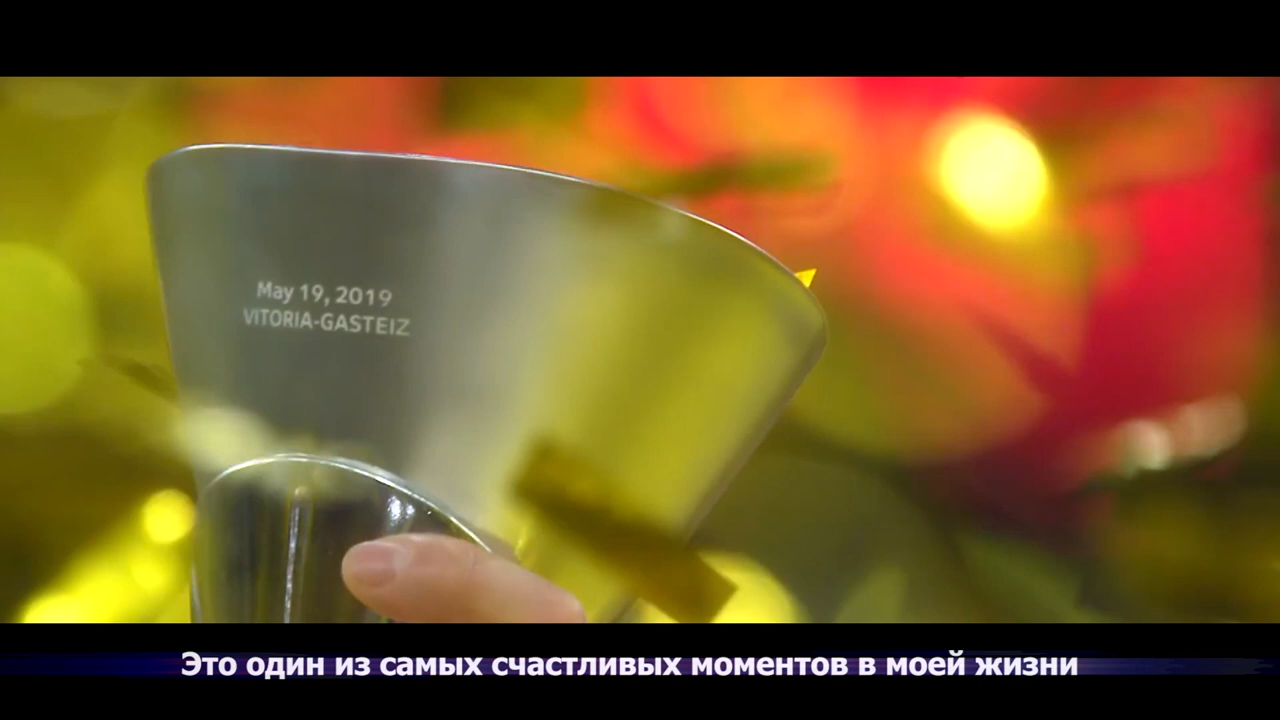 May 19, 2019
VITORIA-GASTEIZ
Это один из самых счастливых моментов в моей жизни